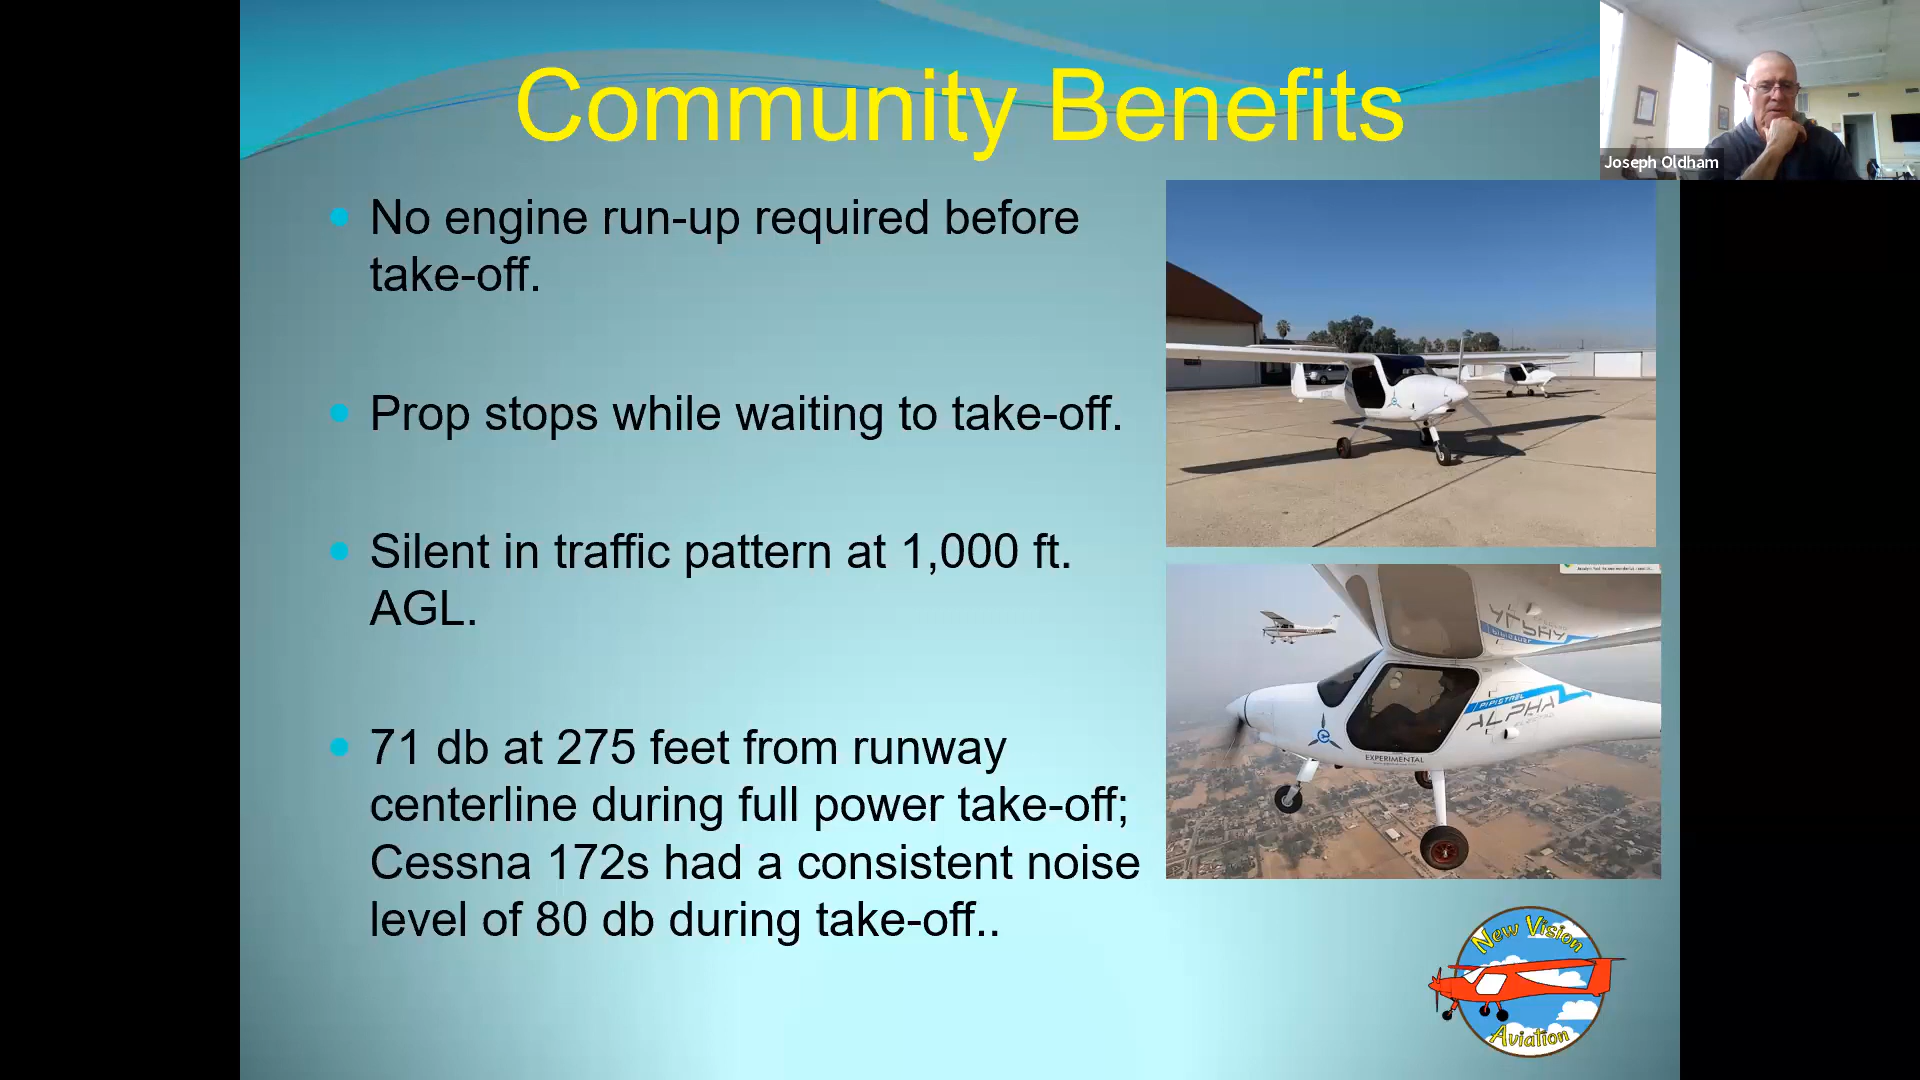 Community Benefits
Joseph Oldham
No engine run-up required before
take-off.
Prop stops while waiting to take-off.
Silent in traffic pattern at 1,000 ft.
AGL.
71 db at 275 feet from runway
centerline during full power take-off;
Cessna 172s had a consistent noise
level of 80 db during take-off..
ALPHA
PIPISTREL
PIPISTREL
ALPHA
ELECTRO
EXPERIMENTAL
New Vision
Aviation